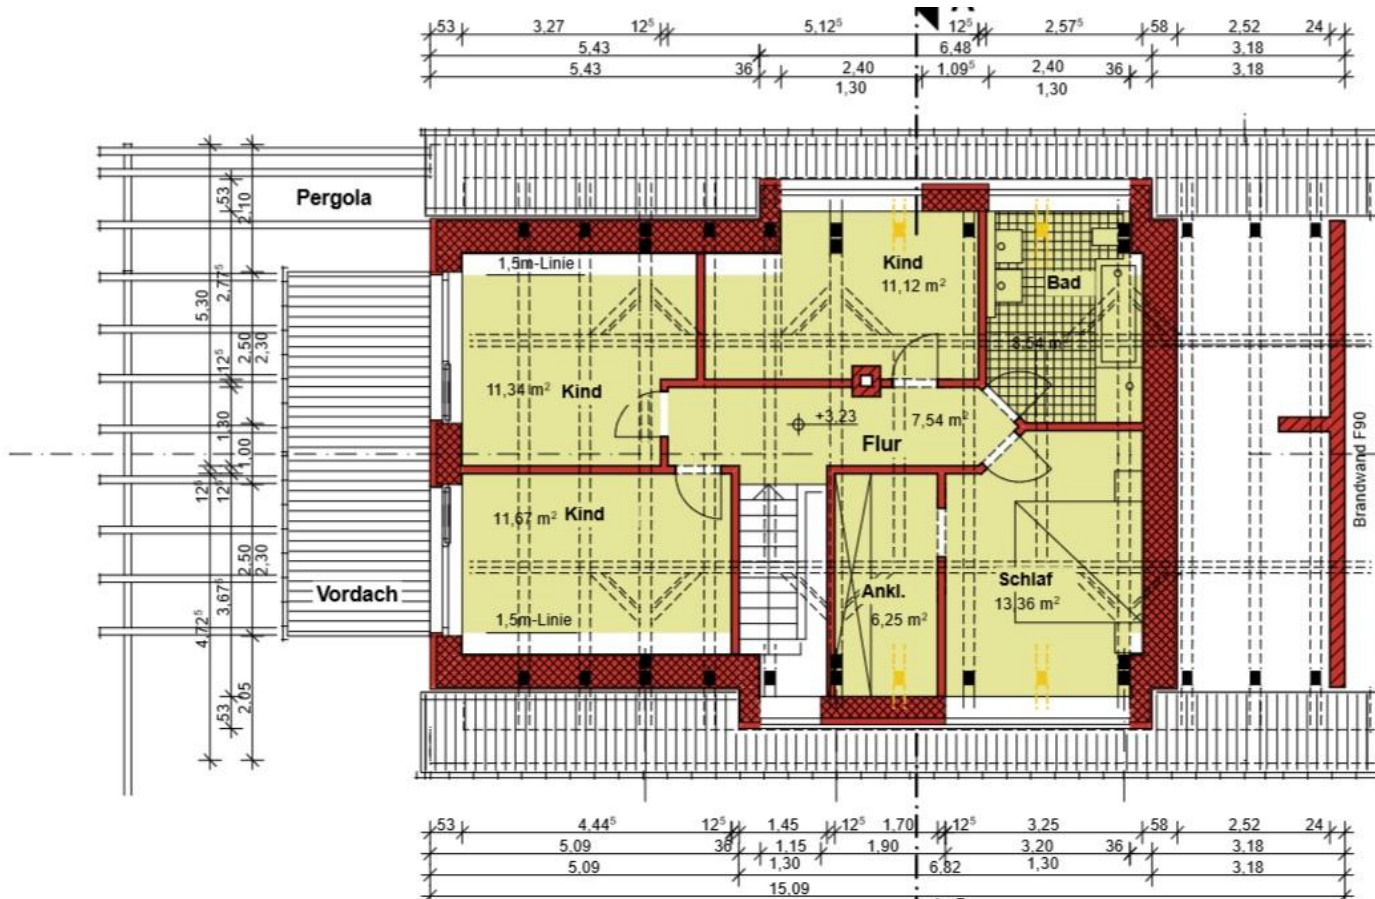 53 3,27 12⁵ 5,12⁵ 12⁵ 2,57⁵ 58 2,52 24
5,43 6,48 3,18
5,43 36 2,40 1,09⁵ 2,40 36 3,18
1,30 1,30
Pergola
53
2,10
1,5m-Linie
Kind
11,12 m²
Bad
8,54 m²
5,30
2,77⁵
2,50
2,30
12⁵
11,34 m² Kind
+3,23
7,54 m²
Flur
1,30
1,00
Brandwand F90
12⁵
12⁵
11,67 m² Kind
2,50
2,30
3,67⁵
4,72⁵
Vordach
1,5m-Linie
Ankl.
6,25 m²
Schlaf
13,36 m²
53
2,05
53 4,44⁵ 12⁵ 1,45 12⁵ 1,70 12⁵ 3,25 58 2,52 24
5,09 36 1,15 1,90 3,20 36 3,18
5,09 1,30 6,82 1,30 3,18
15,09